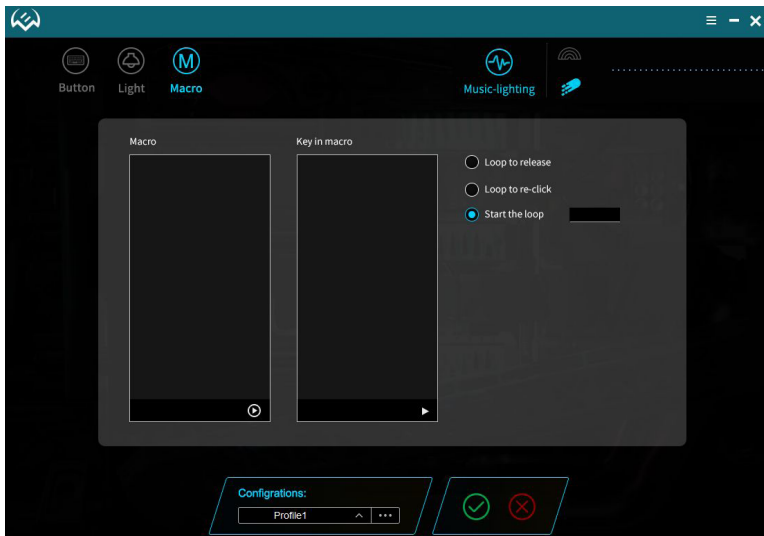 Button
Light
M
Macro
Music-lighting
Macro
Key in macro
Loop to release
Loop to re-click
Start the loop
Configrations:
Profile1